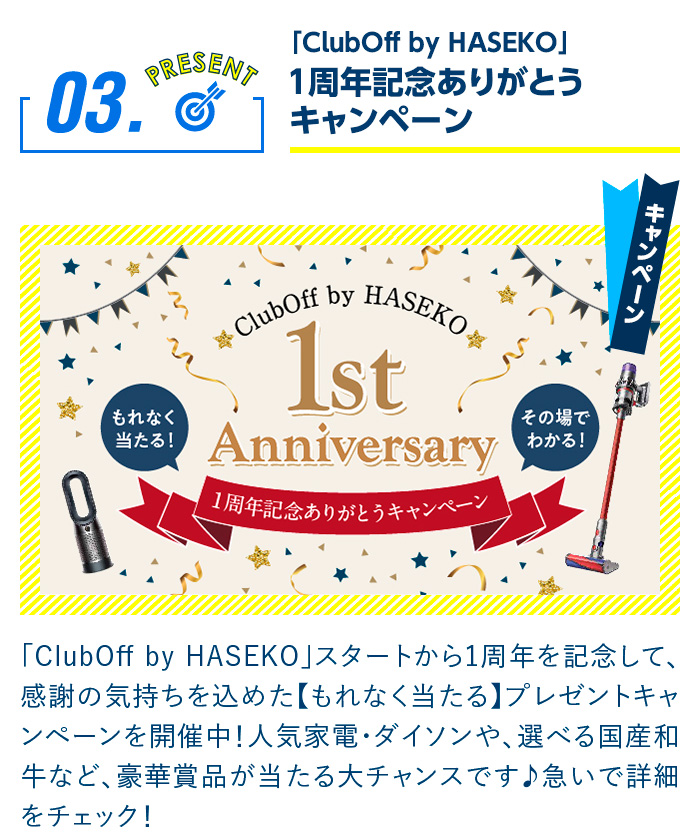 03.
PRESENT
「ClubOff by HASEKO」
1周年記念ありがとう
キャンペーン
キャンペーン
ClubOff by HASEKO
1st
Anniversary
もれなく
当たる!
その場で
わかる!
1周年記念ありがとうキャンペーン
「ClubOff by HASEKO」スタートから1周年を記念して、
感謝の気持ちを込めた【もれなく当たる】プレゼントキャ
ンペーンを開催中!人気家電・ダイソンや、選べる国産和
牛など、豪華賞品が当たる大チャンスです♪急いで詳細
をチェック!